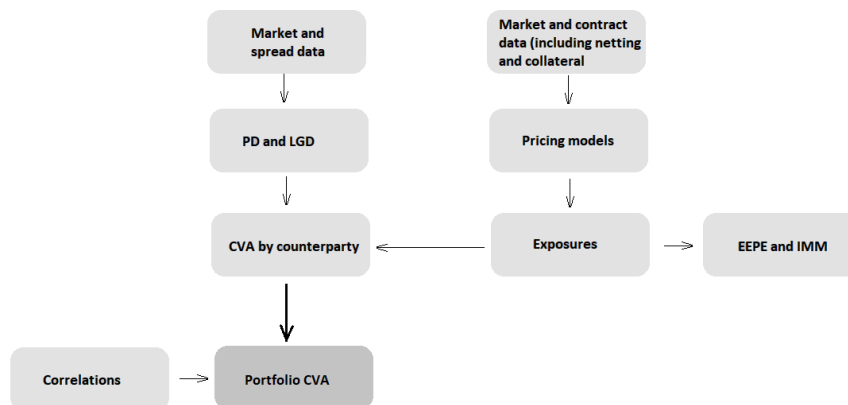 Market and
spread data
Market and contract
data (including netting
and collateral
PD and LGD
Pricing models
CVA by counterparty
Exposures
EEPE and IMM
Correlations
Portfolio CVA